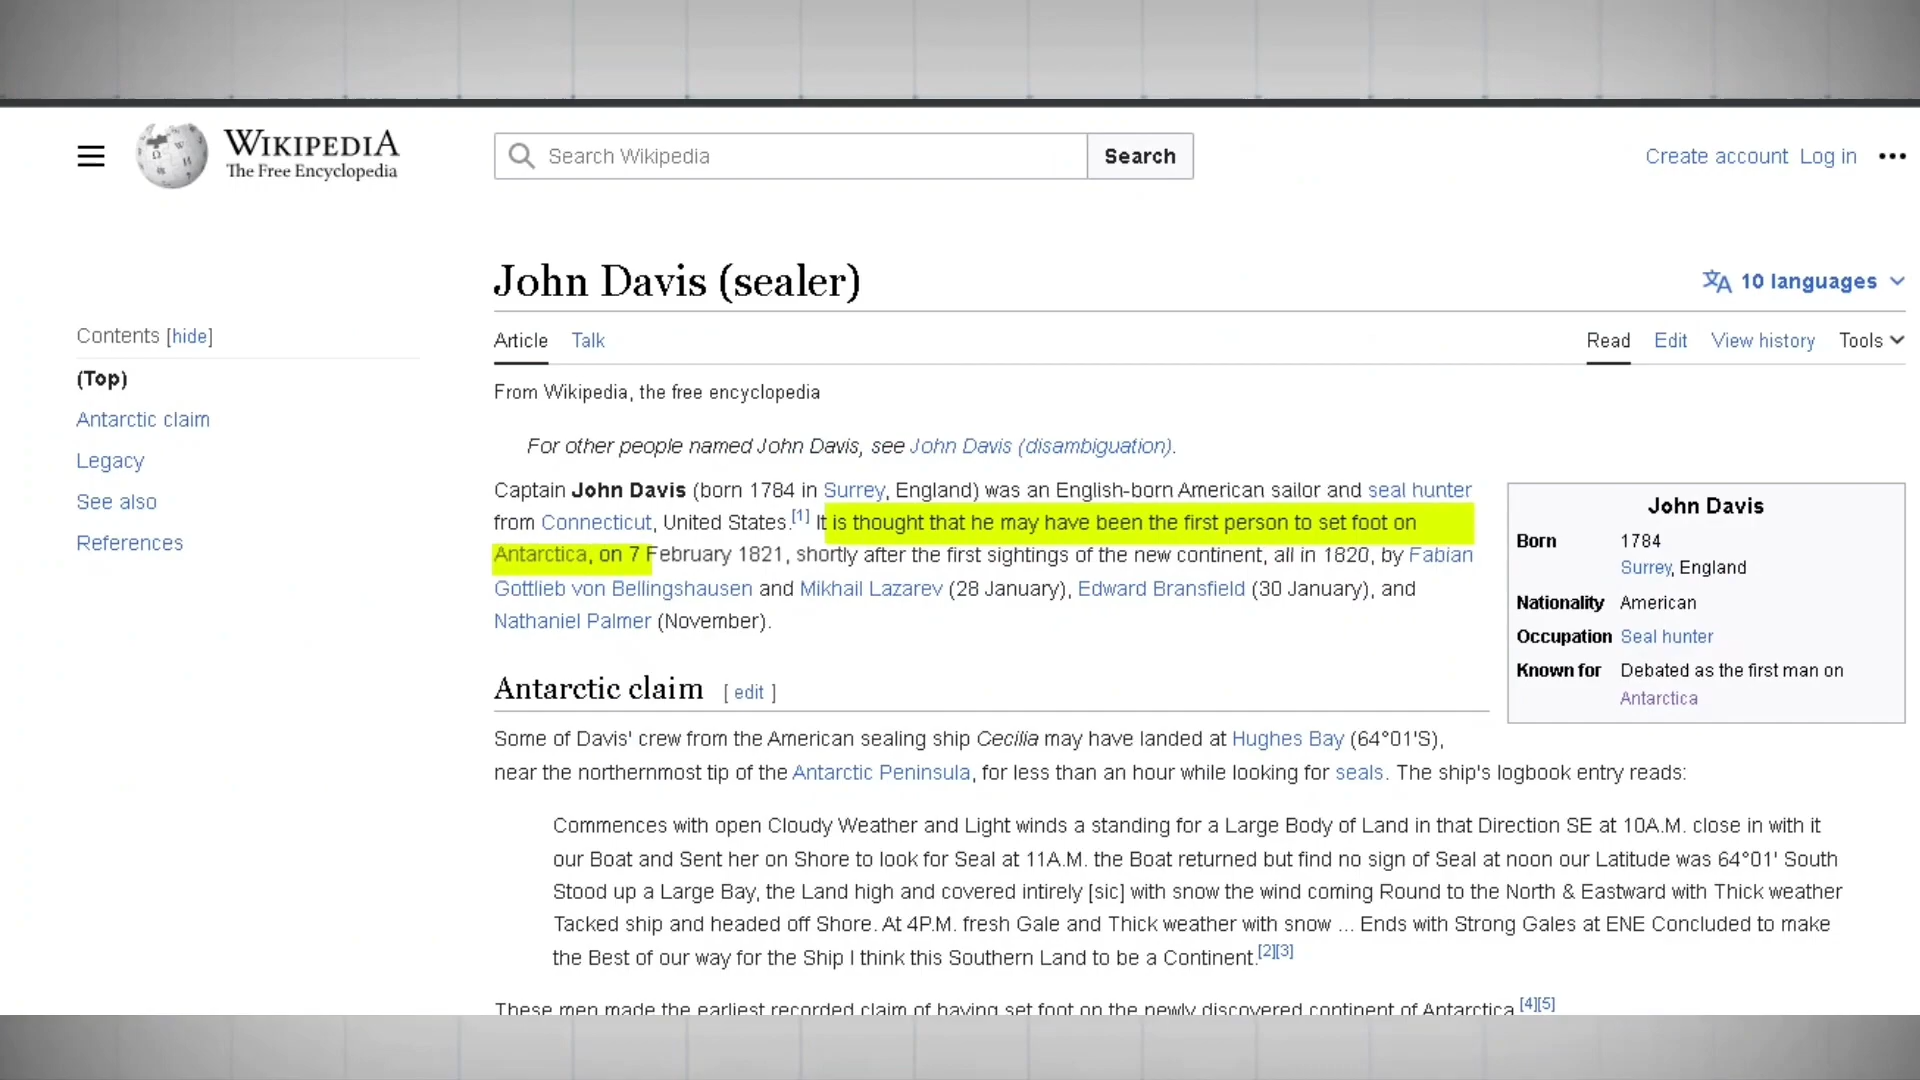 WIKIPEDIA
The Free Encyclopedia
Search Wikipedia
Search
Create account Log in
John Davis (sealer)
10 languages
Contents [hide]
(Top)
Antarctic claim
Legacy
See also
References
Article Talk
Read Edit View history Tools
From Wikipedia, the free encyclopedia
For other people named John Davis, see John Davis (disambiguation).
Captain John Davis (born 1784 in Surrey, England) was an English-born American sailor and seal hunter
from Connecticut, United States.[1] It is thought that he may have been the first person to set foot on
Antarctica, on 7 February 1821, shortly after the first sightings of the new continent, all in 1820, by Fabian
Gottlieb von Bellingshausen and Mikhail Lazarev (28 January), Edward Bransfield (30 January), and
Nathaniel Palmer (November).
John Davis
Born 1784
Surrey, England
Nationality American
Occupation Seal hunter
Known for Debated as the first man on
Antarctica
Antarctic claim [ edit ]
Some of Davis' crew from the American sealing ship Cecilia may have landed at Hughes Bay (64°01'S),
near the northernmost tip of the Antarctic Peninsula, for less than an hour while looking for seals. The ship's logbook entry reads:
Commences with open Cloudy Weather and Light winds a standing for a Large Body of Land in that Direction SE at 10A.M. close in with it
our Boat and Sent her on Shore to look for Seal at 11A.M. the Boat returned but find no sign of Seal at noon our Latitude was 64°01' South
Stood up a Large Bay, the Land high and covered intirely [sic] with snow the wind coming Round to the North & Eastward with Thick weather
Tacked ship and headed off Shore. At 4P.M. fresh Gale and Thick weather with snow ... Ends with Strong Gales at ENE Concluded to make
the Best of our way for the Ship I think this Southern Land to be a Continent.[2][3]
These men made the earliest recorded claim of having set foot on the newly discovered continent of Antarctica.[4][5]